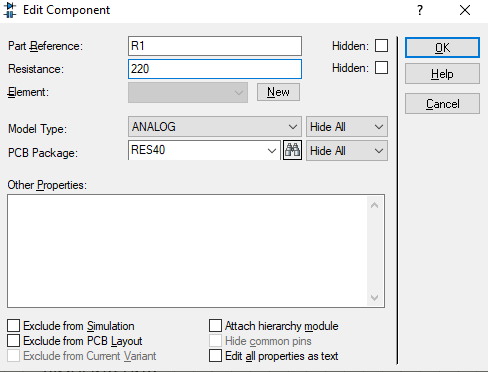 Edit Component ? ×
Part Reference: R1 Hidden:
Resistance: 220 Hidden:
Element: New
Model Type: ANALOG Hide All
PCB Package: RES40 Hide All
Other Properties:
Exclude from Simulation Attach hierarchy module
Exclude from PCB Layout Hide common pins
Exclude from Current Variant Edit all properties as text
OK
Help
Cancel